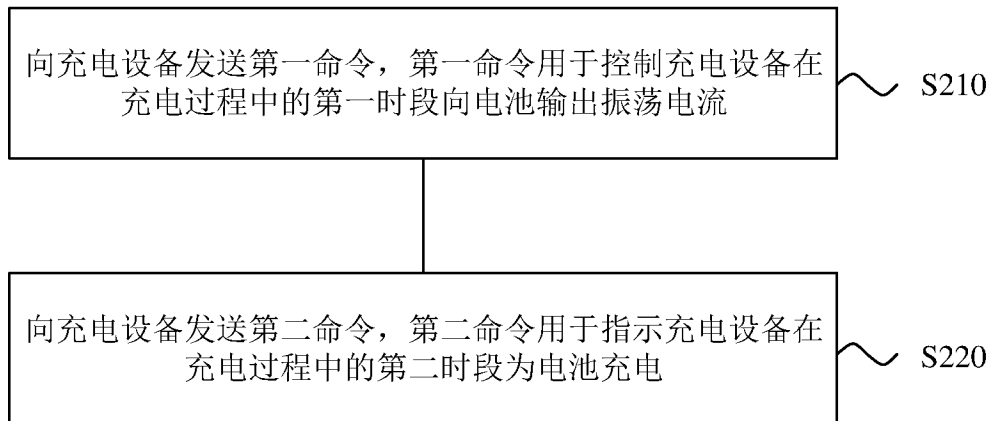 向充电设备发送第一命令，第一命令用于控制充电设备在
充电过程中的第一时段向电池输出振荡电流
S210
向充电设备发送第二命令，第二命令用于指示充电设备在
充电过程中的第二时段为电池充电
S220